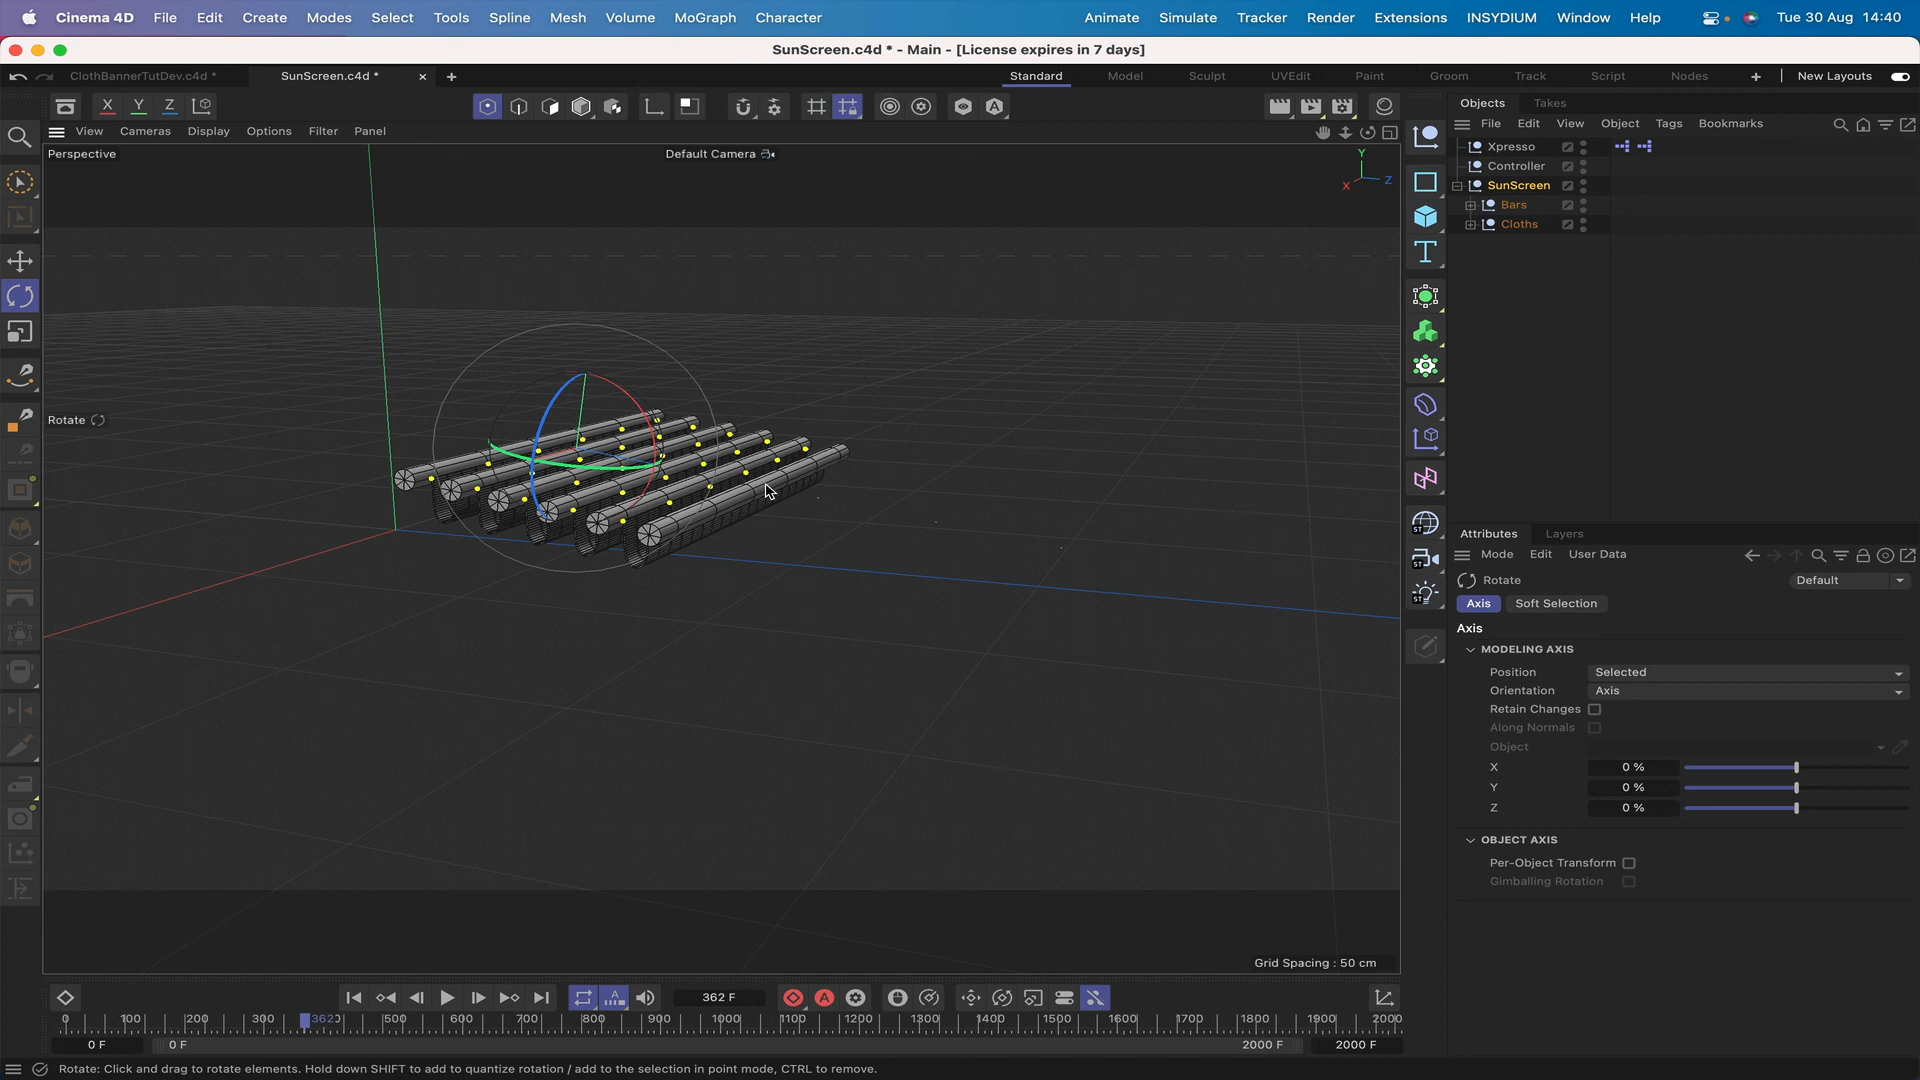 Cinema 4D File Edit Create Modes Select Tools Spline Mesh Volume MoGraph Character Animate Simulate Tracker Render Extensions INSYDIUM Window Help Tue 30 Aug 14:40
SunScreen.c4d * - Main - [License expires in 7 days]
ClothBannerTutDev.c4d * SunScreen.c4d * Standard Model Sculpt UVEdit Paint Groom Track Script Nodes New Layouts
X Y Z
Objects Takes
View Cameras Display Options Filter Panel
File Edit View Object Tags Bookmarks
Perspective
Default Camera
Y
X
Z
Xpresso
Controller
SunScreen
Bars
Cloths
Rotate
Attributes Layers
Mode Edit User Data
Rotate Default
Axis Soft Selection
Axis
MODELING AXIS
Position Selected
Orientation Axis
Retain Changes
Along Normals
Object
X 0 %
Y 0 %
Z 0 %
OBJECT AXIS
Per-Object Transform
Gimballing Rotation
Grid Spacing : 50 cm
362 F
0 100 200 300 362 500 600 700 800 900 1000 1100 1200 1300 1400 1500 1600 1700 1800 1900 2000
0 F 0 F 2000 F 2000 F
Rotate: Click and drag to rotate elements. Hold down SHIFT to add to quantize rotation / add to the selection in point mode, CTRL to remove.